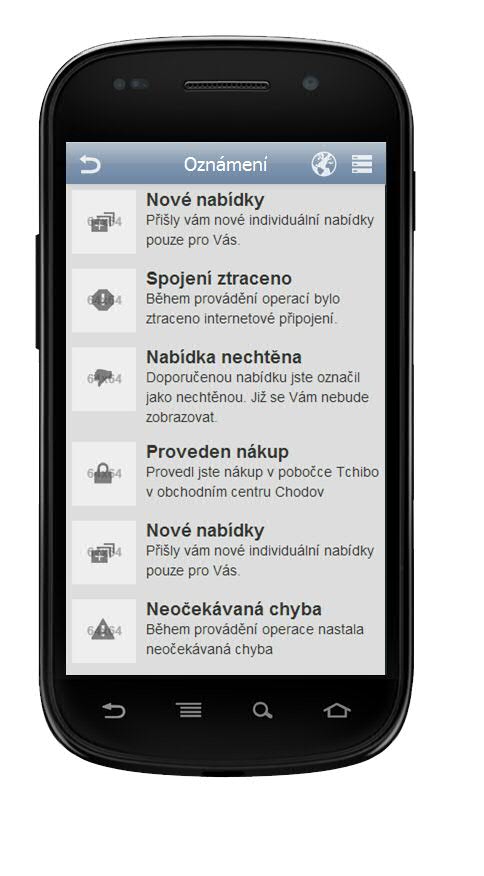 Oznámení
Nové nabídky
64x64
Přišly vám nové individuální nabídky
pouze pro Vás.
Spojení ztraceno
64x64
Během provádění operací bylo
ztraceno internetové připojení.
Nabídka nechtěna
64x64
Doporučenou nabídku jste označil
jako nechtěnou. Již se Vám nebude
zobrazovat.
Proveden nákup
64x64
Provedl jste nákup v pobočce Tchibo
v obchodním centru Chodov
Nové nabídky
64x64
Přišly vám nové individuální nabídky
pouze pro Vás.
Neočekávaná chyba
64x64
Během provádění operace nastala
neočekávaná chyba